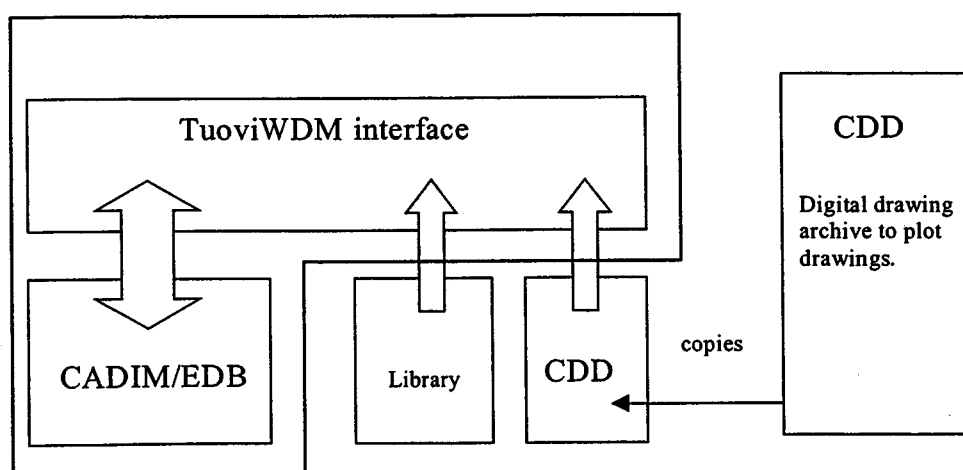 TuoviWDM interface
CDD
Digital drawing
archive to plot
drawings.
copies
CADIM/EDB
Library
CDD